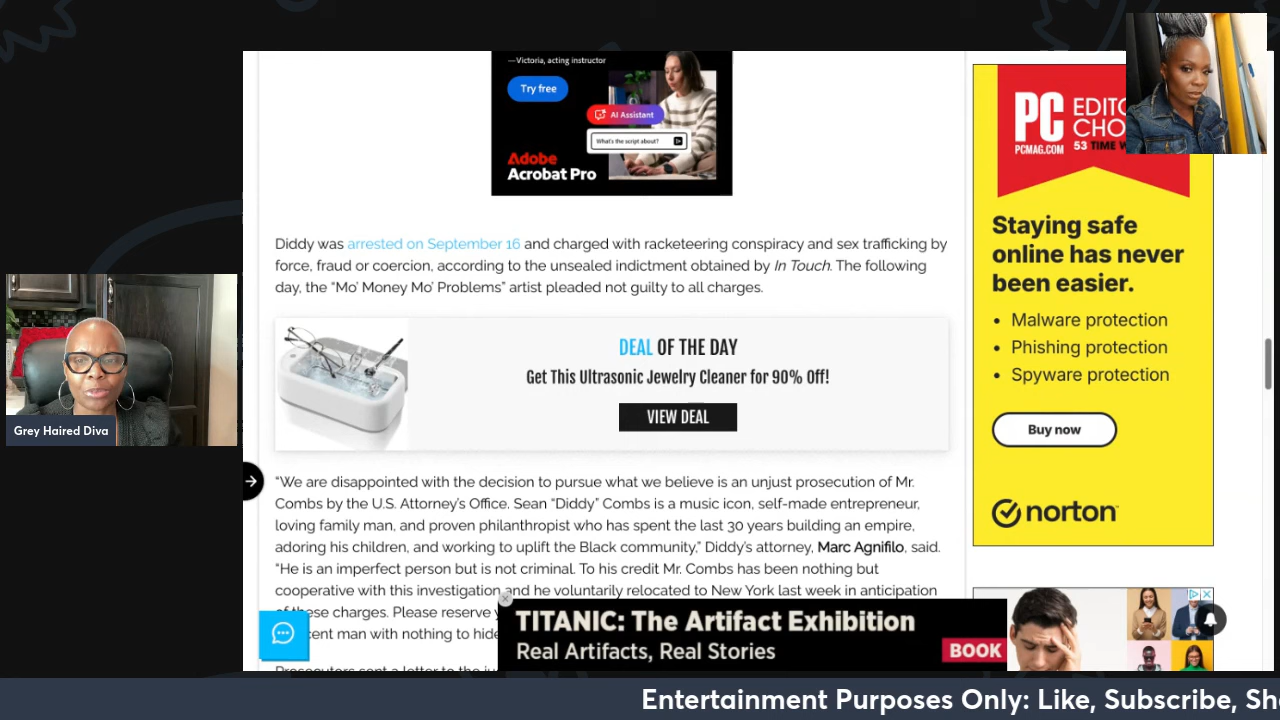 —Victoria, acting instructor
Try free
AI Assistant
What's the script about?
Adobe
Acrobat Pro
PC
PCMAG.COM
53 TIME
Staying safe
online has never
been easier.
• Malware protection
• Phishing protection
• Spyware protection
Buy now
norton
Diddy was arrested on September 16 and charged with racketeering conspiracy and sex trafficking by
force, fraud or coercion, according to the unsealed indictment obtained by In Touch. The following
day, the “Mo’ Money Mo’ Problems” artist pleaded not guilty to all charges.
DEAL OF THE DAY
Get This Ultrasonic Jewelry Cleaner for 90% Off!
VIEW DEAL
Grey Haired Diva
“We are disappointed with the decision to pursue what we believe is an unjust prosecution of Mr.
Combs by the U.S. Attorney’s Office. Sean “Diddy” Combs is a music icon, self-made entrepreneur,
loving family man, and proven philanthropist who has spent the last 30 years building an empire,
adoring his children, and working to uplift the Black community,” Diddy’s attorney, Marc Agnifilo, said.
“He is an imperfect person but is not criminal. To his credit Mr. Combs has been nothing but
cooperative with this investigation and he voluntarily relocated to New York last week in anticipation
of these charges. Please reserve
man with nothing to hide
Prosecutors sent a letter to the
TITANIC: The Artifact Exhibition
Real Artifacts, Real Stories
BOOK
Entertainment Purposes Only: Like, Subscribe,